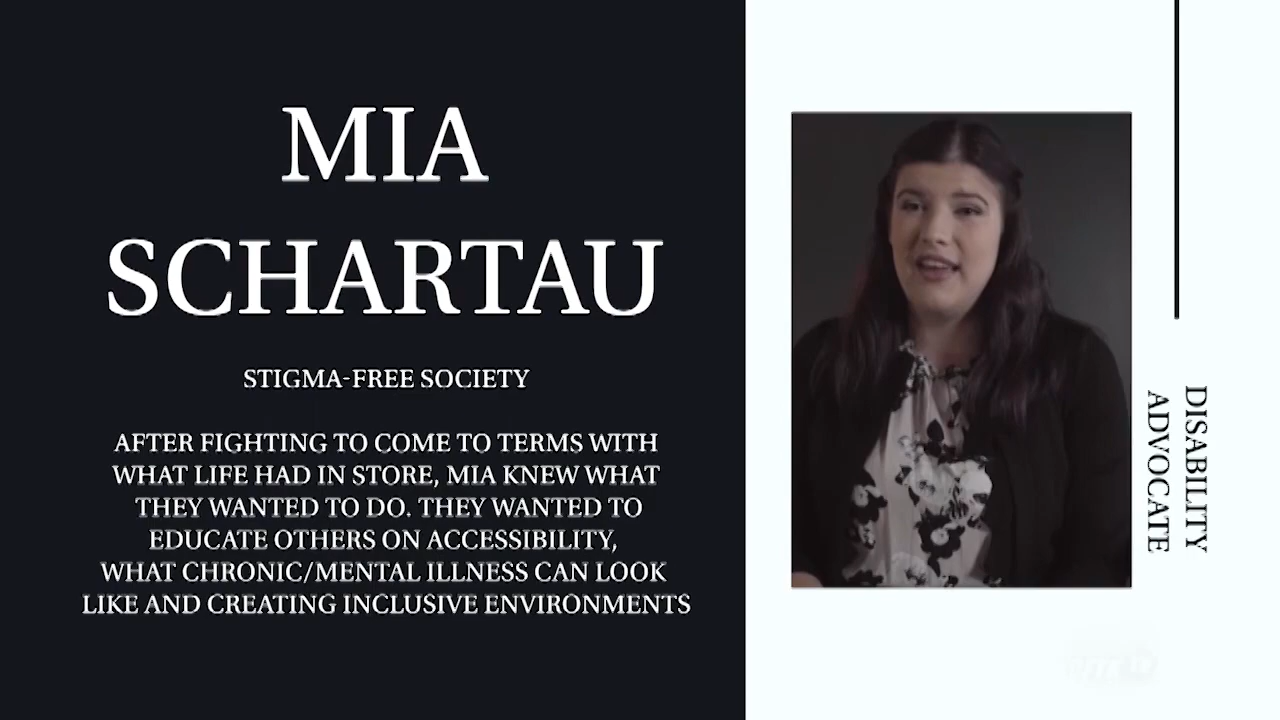 MIA
SCHARTAU
STIGMA-FREE SOCIETY
AFTER FIGHTING TO COME TO TERMS WITH
WHAT LIFE HAD IN STORE, MIA KNEW WHAT
THEY WANTED TO DO. THEY WANTED TO
EDUCATE OTHERS ON ACCESSIBILITY,
WHAT CHRONIC/MENTAL ILLNESS CAN LOOK
LIKE AND CREATING INCLUSIVE ENVIRONMENTS
DISABILITY
ADVOCATE